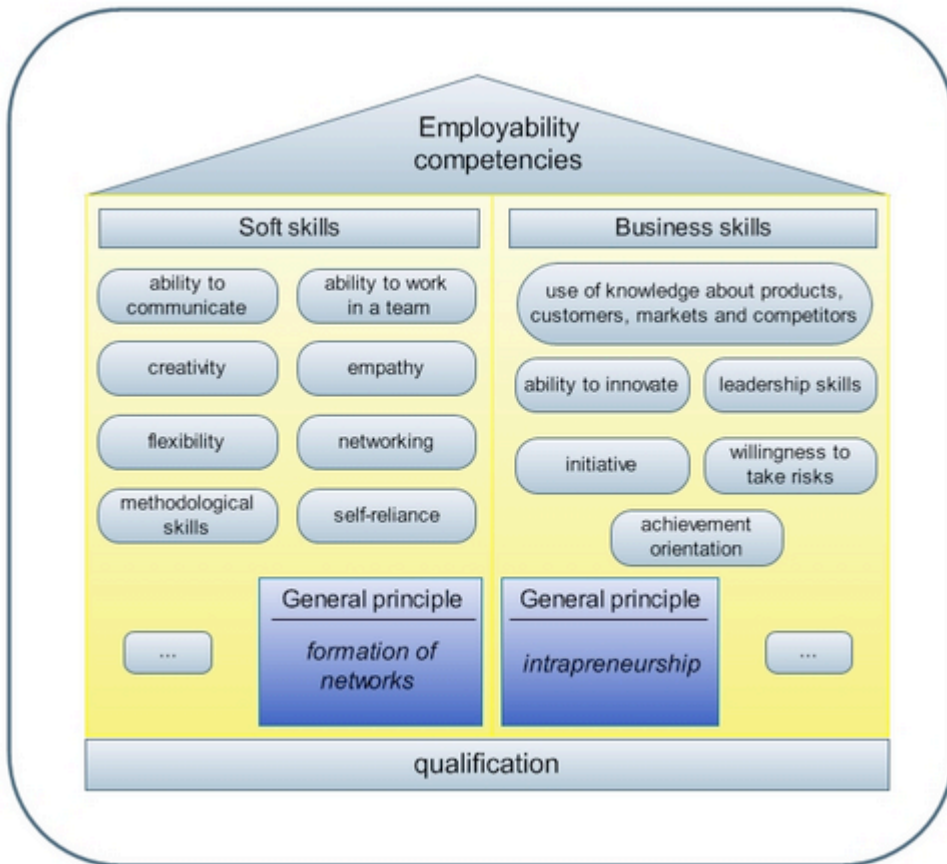 Employability
competencies
Soft skills
ability to
communicate
ability to work
in a team
creativity
empathy
flexibility
networking
methodological
skills
self-reliance
...
General principle
formation of
networks
Business skills
use of knowledge about products,
customers, markets and competitors
ability to innovate
leadership skills
initiative
willingness to
take risks
achievement
orientation
General principle
intrapreneurship
...
qualification